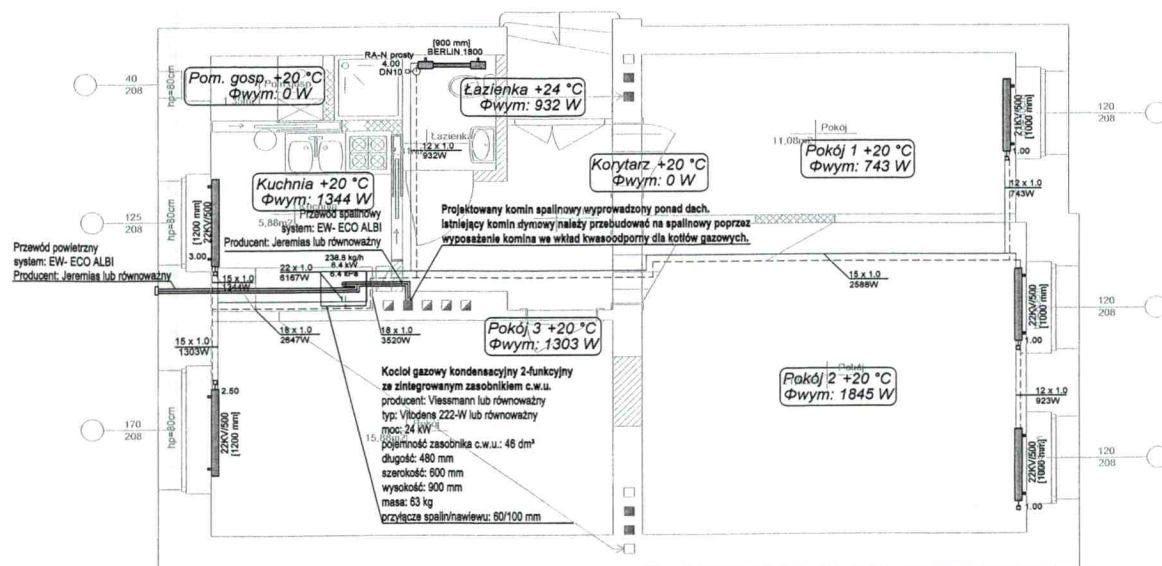 [900 mm]
BERLIN 1800
RA-N prosty
4.00
DN10
40
208
hp=80cm
Pom. gosp. +20 °C
Φwym: 0 W
Łazienka +24 °C
Φwym: 932 W
Łazienka
12 x 1.0
932W
Pokój
11,08m2
Pokój 1 +20 °C
Φwym: 743 W
21KV/500
[1000 mm]
1.00
120
208
12 x 1.0
743W
Korytarz +20 °C
Φwym: 0 W
Kuchnia +20 °C
Φwym: 1344 W
5,88m2
125
208
hp=80cm
[1200 mm]
22KV/500
3.00
Przewód spalinowy
system: EW-ECO ALBI
Producent: Jeremias lub równoważny
Projektowany komin spalinowy wyprowadzony ponad dach.
Istniejący komin dymowy należy przebudować na spalinowy poprzez
wyposażenie komina we wkład kwasoodporny dla kotłów gazowych.
Przewód powietrzny
system: EW- ECO ALBI
Producent: Jeremias lub równoważny
15 x 1.0
1344W
22 x 1.0
6167W
238.8 kg/h
6.4 kW
6.4 kPa
15 x 1.0
2588W
18 x 1.0
2647W
18 x 1.0
3520W
15 x 1.0
1303W
Pokój 3 +20 °C
Φwym: 1303 W
22KV/500
[1000 mm]
1.00
120
208
Pokój
Pokój 2 +20 °C
Φwym: 1845 W
12 x 1.0
923W
2.50
22KV/500
[1200 mm]
170
208
hp=80cm
Kocioł gazowy kondensacyjny 2-funkcyjny
ze zintegrowanym zasobnikiem c.w.u.
producent: Viessmann lub równoważny
typ: Vitodens 222-W lub równoważny
moc: 24 kW
pojemność zasobnika c.w.u.: 46 dm³
długość: 480 mm
szerokość: 600 mm
wysokość: 900 mm
masa: 63 kg
przyłącze spalin/nawiewu: 60/100 mm
Pokój
22KV/500
[1000 mm]
1.00
120
208